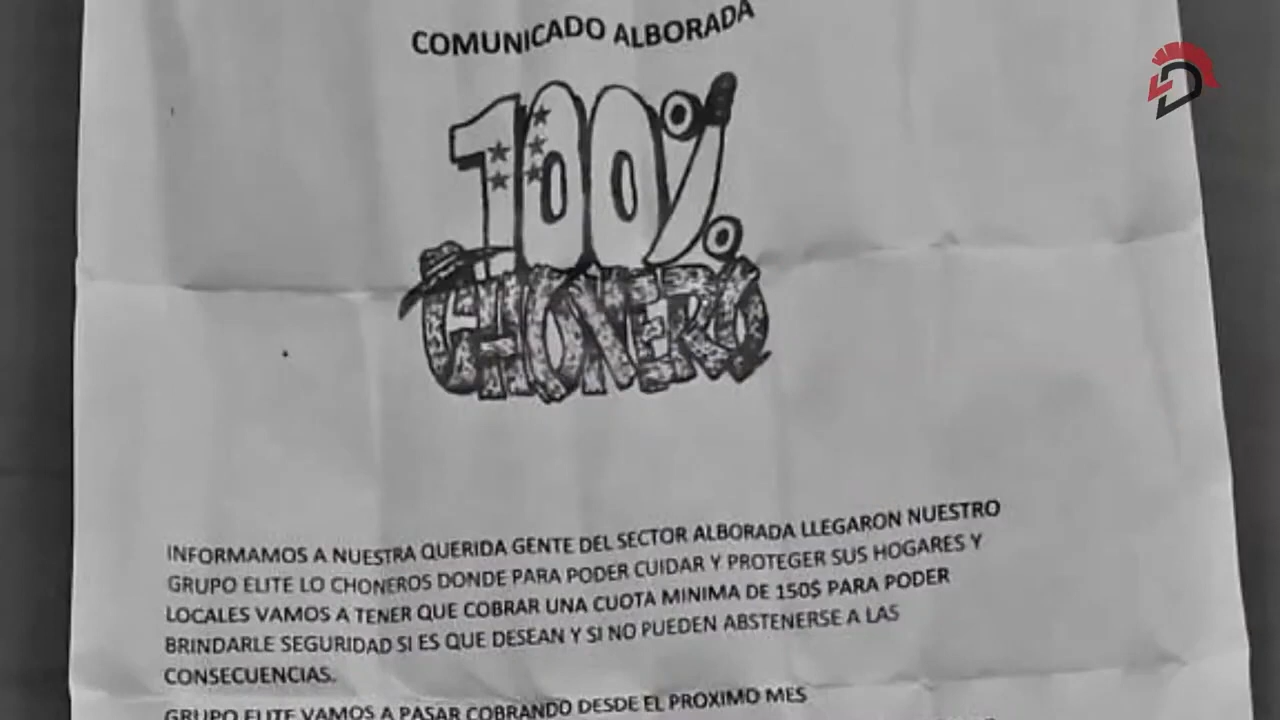 COMUNICADO ALBORADA
100%
CHONERO
INFORMAMOS A NUESTRA QUERIDA GENTE DEL SECTOR ALBORADA LLEGARON NUESTRO
GRUPO ELITE LO CHONEROS DONDE PARA PODER CUIDAR Y PROTEGER SUS HOGARES Y
LOCALES VAMOS A TENER QUE COBRAR UNA CUOTA MINIMA DE 150$ PARA PODER
BRINDARLE SEGURIDAD SI ES QUE DESEAN Y SI NO PUEDEN ABSTENERSE A LAS
CONSECUENCIAS.
GRUPO ELITE VAMOS A PASAR COBRANDO DESDE EL PROXIMO MES